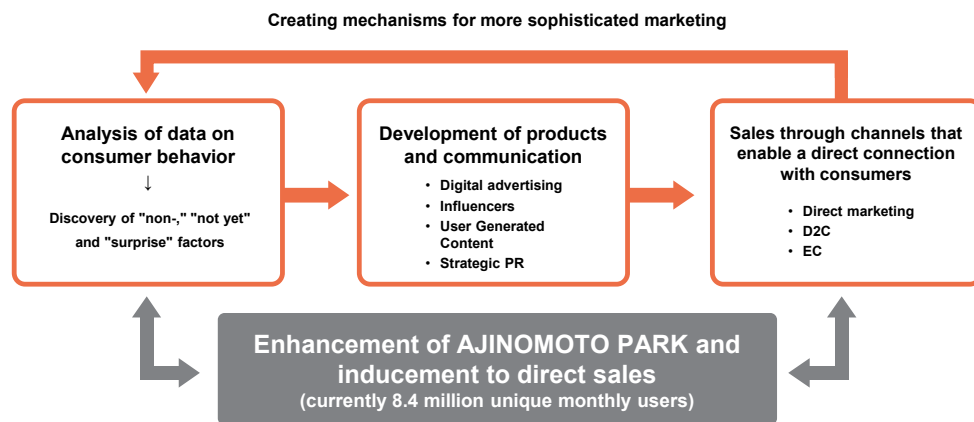 Creating mechanisms for more sophisticated marketing
Analysis of data on
consumer behavior
↓
Discovery of "non-," "not yet"
and "surprise" factors
Development of products
and communication
• Digital advertising
• Influencers
• User Generated
Content
• Strategic PR
Sales through channels that
enable a direct connection
with consumers
• Direct marketing
• D2C
• EC
Enhancement of AJINOMOTO PARK and
inducement to direct sales
(currently 8.4 million unique monthly users)